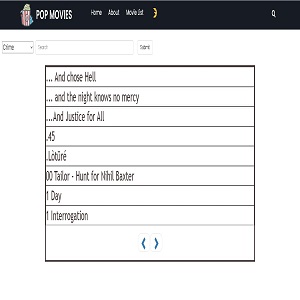 POP MOVIES
Home About Movie List
Crime Search Submit
... And chose Hell
... and the night knows no mercy
...And Justice for All
.45
.Lòtūré
00 Tailor - Hunt for Nihil Baxter
1 Day
1 Interrogation